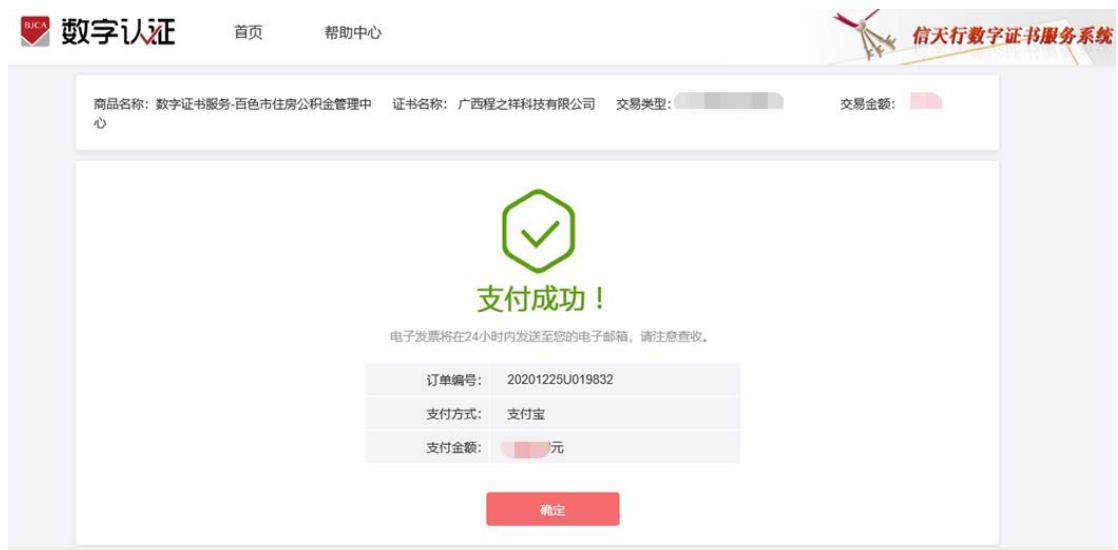 BJCA 数字认证 首页 帮助中心 信天行数字证书服务系统
商品名称：数字证书服务-百色市住房公积金管理中 证书名称：广西程之祥科技有限公司 交易类型： 交易金额：
心
支付成功！
电子发票将在24小时内发送至您的电子邮箱，请注意查收。
订单编号： 20201225U019832
支付方式： 支付宝
支付金额： 元
确定